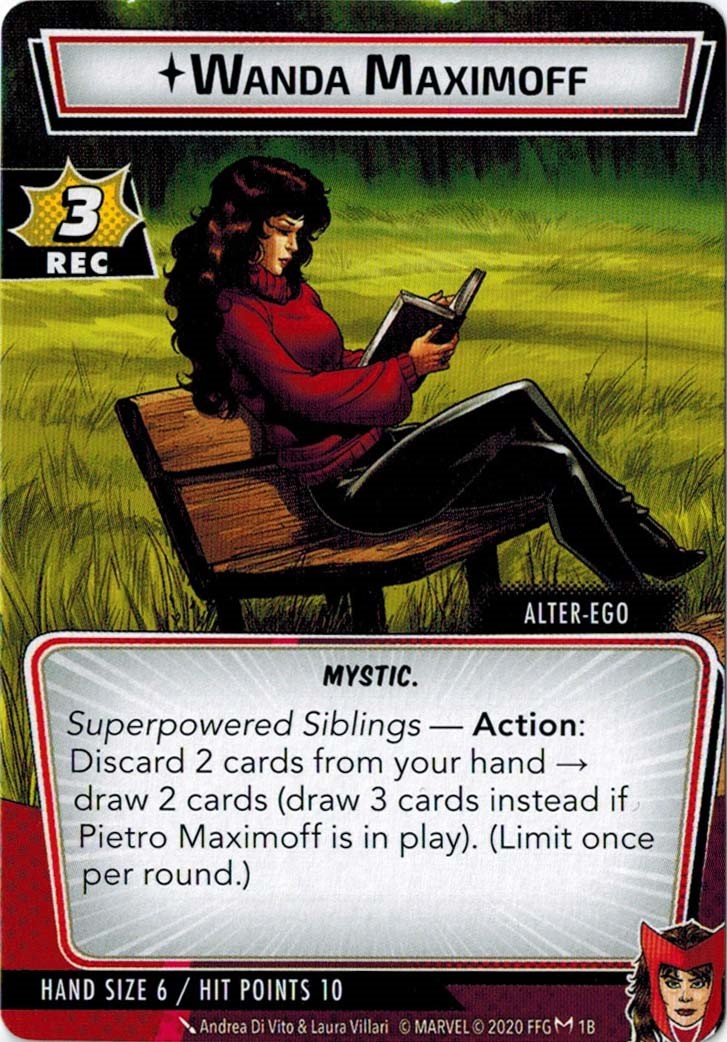 WANDA MAXIMOFF
3
REC
ALTER-EGO
MYSTIC.
Superpowered Siblings — Action:
Discard 2 cards from your hand →
draw 2 cards (draw 3 cards instead if
Pietro Maximoff is in play). (Limit once
per round.)
HAND SIZE 6 / HIT POINTS 10
Andrea Di Vito & Laura Villari © MARVEL © 2020 FFG 1B